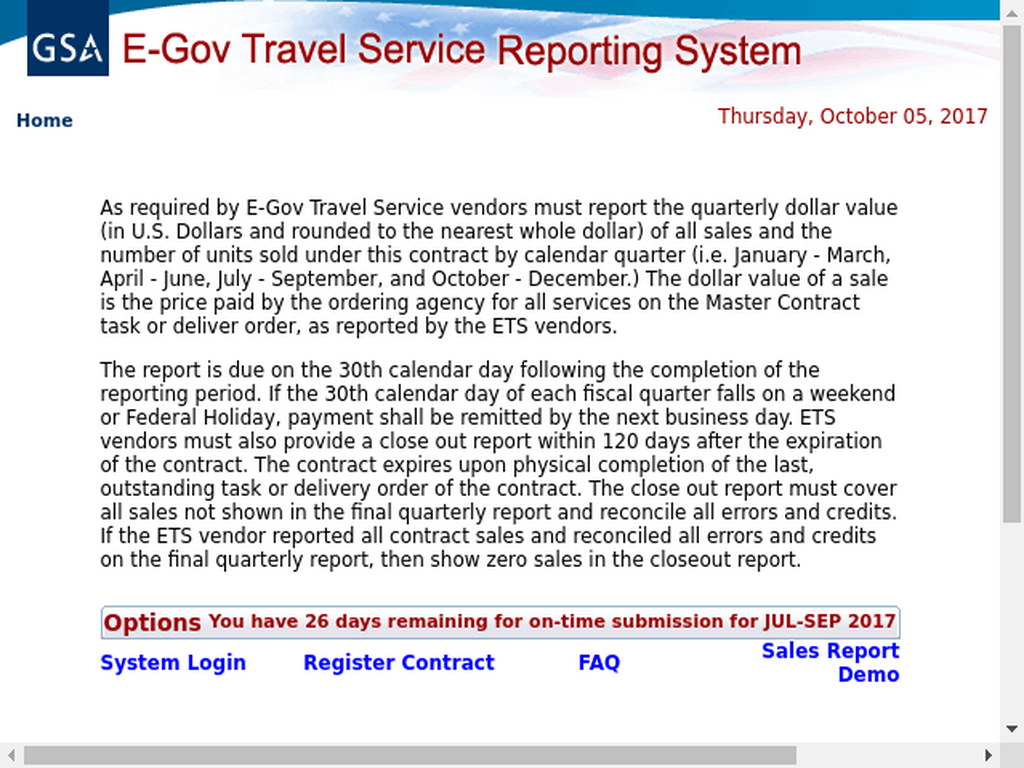 GSA E-Gov Travel Service Reporting System
Home
Thursday, October 05, 2017
As required by E-Gov Travel Service vendors must report the quarterly dollar value
(in U.S. Dollars and rounded to the nearest whole dollar) of all sales and the
number of units sold under this contract by calendar quarter (i.e. January - March,
April - June, July - September, and October - December.) The dollar value of a sale
is the price paid by the ordering agency for all services on the Master Contract
task or deliver order, as reported by the ETS vendors.
The report is due on the 30th calendar day following the completion of the
reporting period. If the 30th calendar day of each fiscal quarter falls on a weekend
or Federal Holiday, payment shall be remitted by the next business day. ETS
vendors must also provide a close out report within 120 days after the expiration
of the contract. The contract expires upon physical completion of the last,
outstanding task or delivery order of the contract. The close out report must cover
all sales not shown in the final quarterly report and reconcile all errors and credits.
If the ETS vendor reported all contract sales and reconciled all errors and credits
on the final quarterly report, then show zero sales in the closeout report.
Options You have 26 days remaining for on-time submission for JUL-SEP 2017
System Login Register Contract FAQ Sales Report
Demo